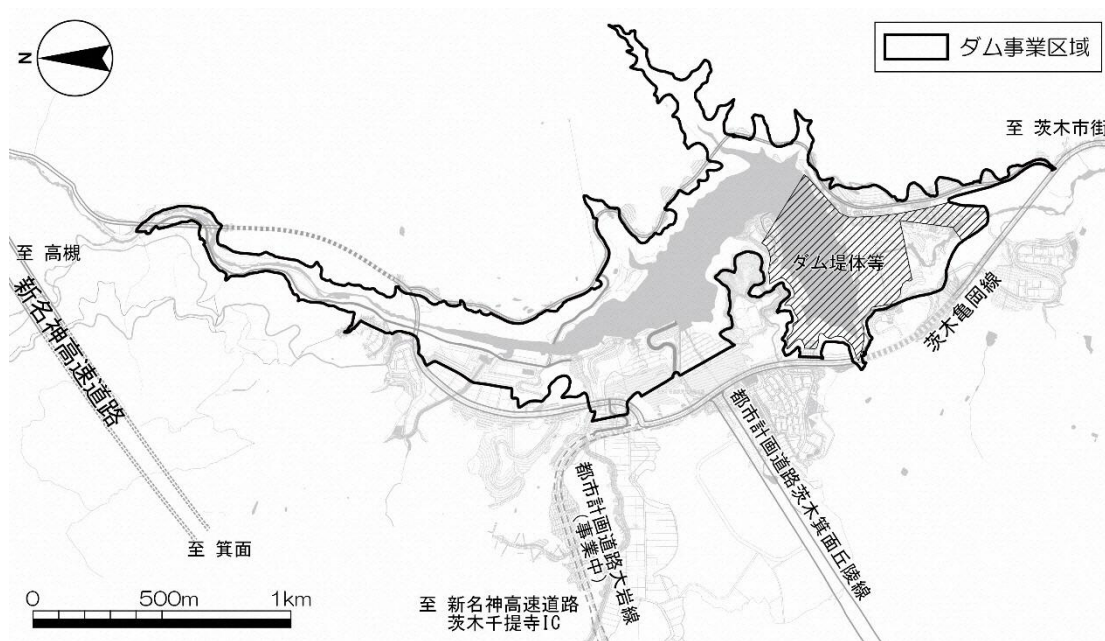 N
ダム事業区域
至 茨木市街
至 高槻
新名神高速道路
ダム堤体等
茨木亀岡線
至 箕面
都市計画道路大岩線
（事業中）
都市計画道路茨木箕面丘陵線
0 500m 1km
至 新名神高速道路
茨木千提寺IC